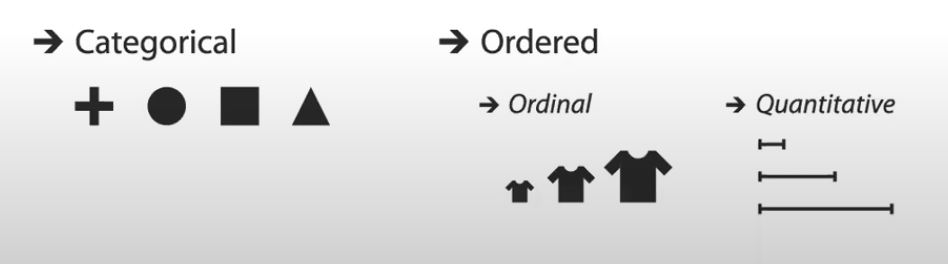 ➔ Categorical
➔ Ordered
➔ Ordinal
➔ Quantitative